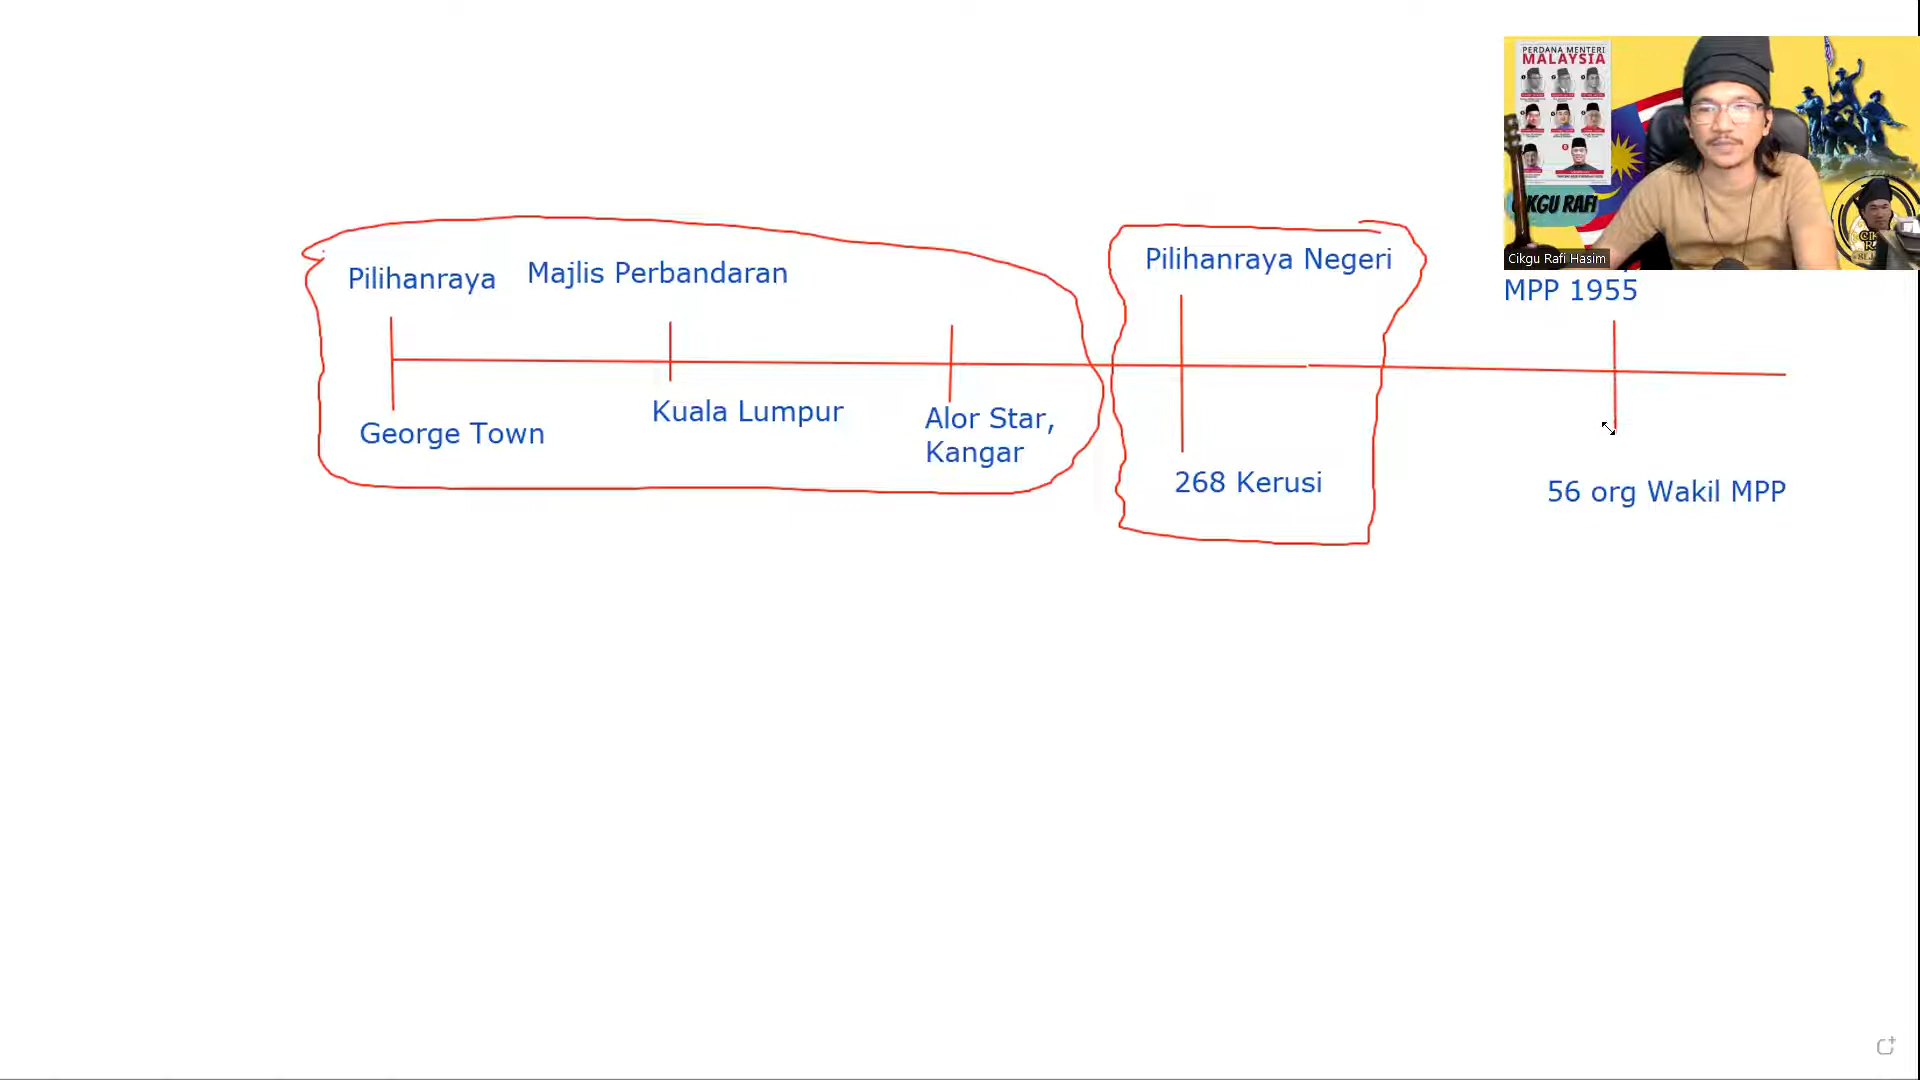 PERDANA MENTERI
MALAYSIA
CIKGU RAFI
Cikgu Rafi Hasim
Pilihanraya
Majlis Perbandaran
Pilihanraya Negeri
MPP 1955
George Town
Kuala Lumpur
Alor Star,
Kangar
268 Kerusi
56 org Wakil MPP